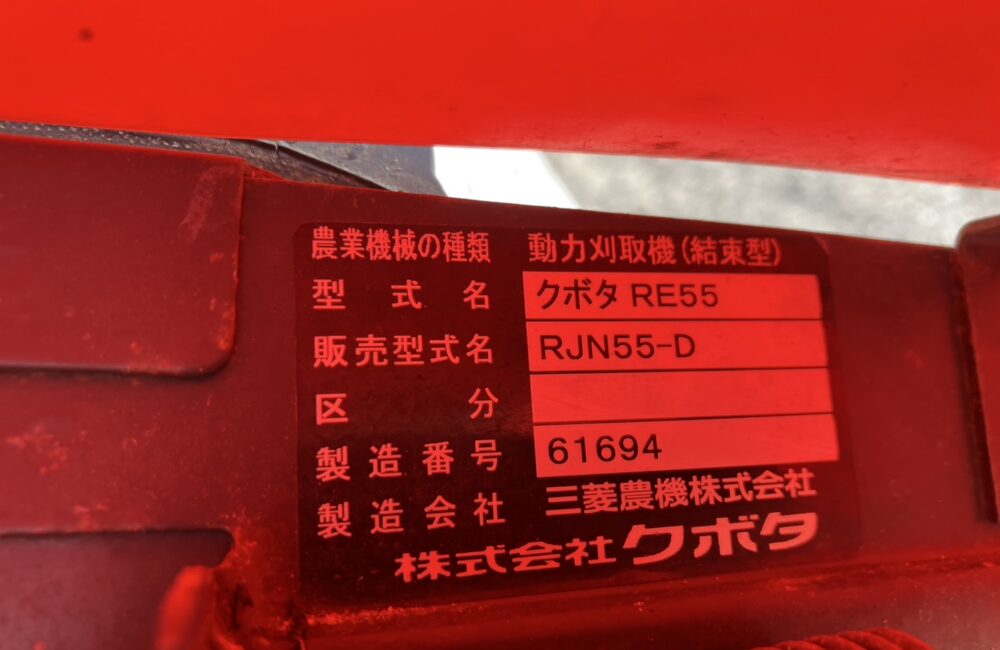 農業機械の種類 動力刈取機(結束型)
型式名 クボタ RE55
販売型式名 RJN55-D
区分
製造番号 61694
製造会社 三菱農機株式会社
株式会社クボタ